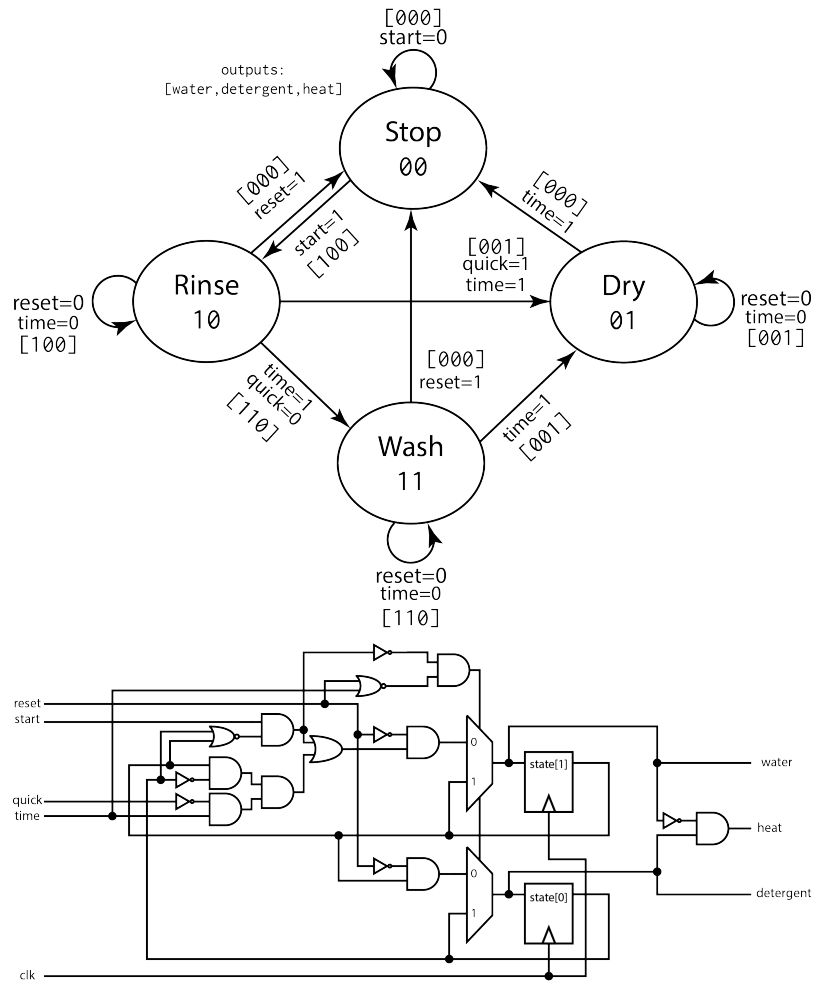 [000]
start=0
outputs:
[water,detergent,heat]
Stop
00
[000]
reset=1
start=1
[100]
[000]
time=1
[001]
quick=1
time=1
Rinse
10
Dry
01
reset=0
time=0
[100]
reset=0
time=0
[001]
time=1
quick=0
[110]
[000]
reset=1
time=1
[001]
Wash
11
reset=0
time=0
[110]
reset
start
quick
time
clk
0
1
state[1]
0
1
state[0]
water
heat
detergent